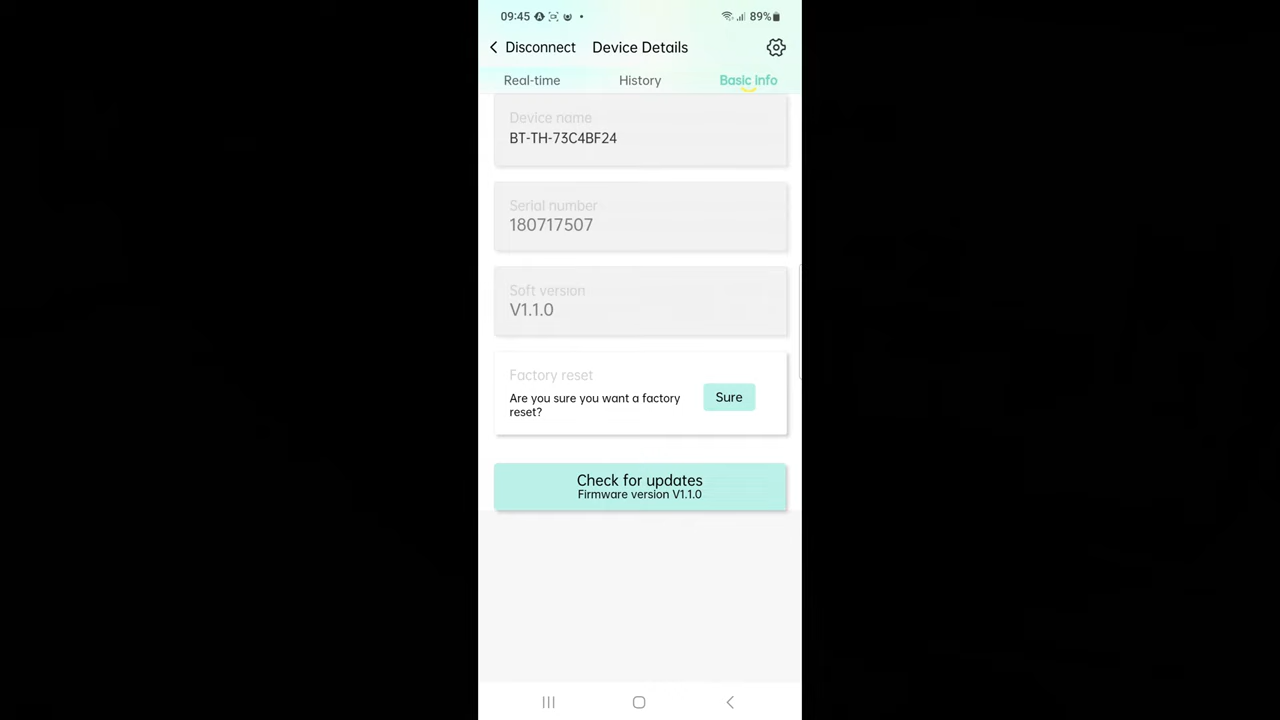 09:45 89%
Disconnect Device Details
Real-time History Basic info
Device name
BT-TH-73C4BF24
Serial number
180717507
Soft version
V1.1.0
Factory reset
Are you sure you want a factory
reset?
Sure
Check for updates
Firmware version V1.1.0